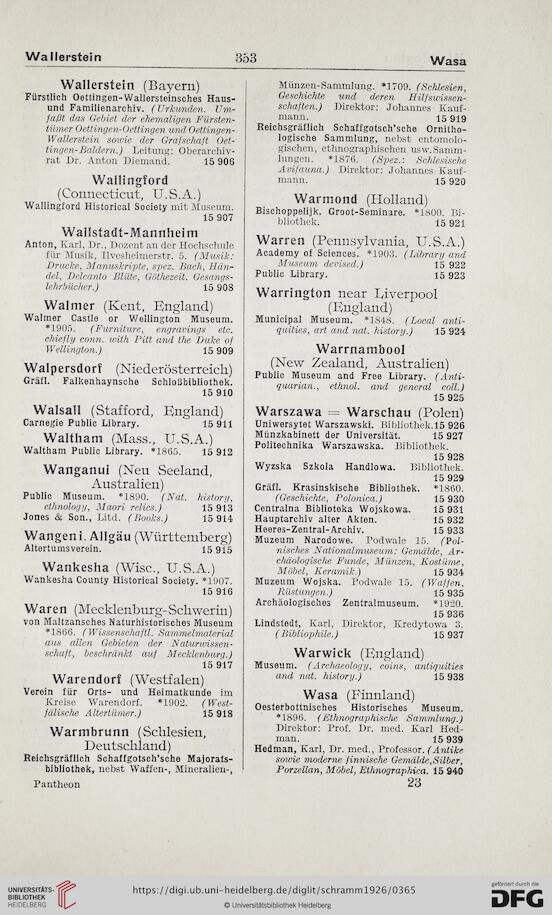 Wallerstein 353 Wasa
Wallerstein (Bayern)
Fürstlich Oettingen-Wallersteinsches Haus-
und Familienarchiv. (Urkunden. Um-
faßt das Gebiet der ehemaligen Fürsten-
tümer Oettingen-Oettingen und Oettingen-
Wallerstein sowie der Grafschaft Oet-
tingen-Baldern.) Leitung: Oberarchiv-
rat Dr. Anton Diemand. 15 906
Wallingford
(Connecticut, U.S.A.)
Wallingford Historical Society mit Museum.
15 907
Wallstadt-Mannheim
Anton, Karl, Dr., Dozent an der Hochschule
für Musik, Ilvesheimerstr. 5. (Musik:
Drucke, Manuskripte, spez. Bach, Hän-
del, Delcanto Blüte, Göthezeit. Gesangs-
lehrbücher.) 15 908
Walmer (Kent, England)
Walmer Castle or Wellington Museum.
*1905. (Furniture, engravings etc.
chiefly conn. with Pitt and the Duke of
Wellington.) 15 909
Walpersdorf (Niederösterreich)
Gräfl. Falkenhaynsche Schloßbibliothek.
15 910
Walsall (Stafford, England)
Carnegie Public Library. 15 911
Waltham (Mass., U.S.A.)
Waltham Public Library. *1865. 15 912
Wanganui (Neu Seeland,
Australien)
Public Museum. *1890. (Nat. history,
ethnology, Maori relics.) 15 913
Jones & Son., Litd. (Books.) 15 914
Wangen i. Allgäu (Württemberg)
Altertumsverein. 15 915
Wankesha (Wisc., U.S.A.)
Wankesha County Historical Society. *1907.
15 916
Waren (Mecklenburg-Schwerin)
von Maltzansches Naturhistorisches Museum
*1866. (Wissenschaftl. Sammelmaterial
aus allen Gebieten der Naturwissen-
schaft, beschränkt auf Mecklenburg.)
15 917
Warendorf (Westfalen)
Verein für Orts- und Heimatkunde im
Kreise Warendorf. *1902. (West-
fälische Altertümer.) 15 918
Warmbrunn (Schlesien,
Deutschland)
Reichsgräflich Schaffgotsch'sche Majorats-
bibliothek, nebst Waffen-, Mineralien-,
Münzen-Sammlung. *1709. (Schlesien,
Geschichte und deren Hilfswissen-
schaften.) Direktor: Johannes Kauf-
mann. 15 919
Reichsgräflich Schaffgotsch'sche Ornitho-
logische Sammlung, nebst entomolo-
gischen, ethnographischen usw. Samm-
lungen. *1876. (Spez.: Schlesische
Avifauna.) Direktor: Johannes Kauf-
mann. 15 920
Warmond (Holland)
Bischoppelijk. Groot-Seminare. *1800. Bi-
bliothek. 15 921
Warren (Pennsylvania, U.S.A.)
Academy of Sciences. *1903. (Library and
Museum devised.) 15 922
Public Library. 15 923
Warrington near Liverpool
(England)
Municipal Museum. *1848. (Local anti-
quities, art and nat. history.) 15 924
Warrnambool
(New Zealand, Australien)
Public Museum and Free Library. (Anti-
quarian., ethnol. and general coll.)
15 925
Warszawa = Warschau (Polen)
Uniwersytet Warszawski. Bibliothek. 15 926
Münzkabinett der Universität. 15 927
Politechnika Warszawska. Bibliothek.
15 928
Wyzska Szkola Handlowa. Bibliothek.
15 929
Gräfl. Krasinskische Bibliothek. *1860.
(Geschichte, Polonica.) 15 930
Centralna Biblioteka Wojskowa. 15 931
Hauptarchiv alter Akten. 15 932
Heeres-Zentral-Archiv. 15 933
Muzeum Narodowe. Podwale 15. (Pol-
nisches Nationalmuseum: Gemälde, Ar-
chäologische Funde, Münzen, Kostüme,
Möbel, Keramik.) 15 934
Muzeum Wojska. Podwale 15. (Waffen,
Rüstungen.) 15 935
Archäologisches Zentralmuseum. *1920.
15 936
Lindstedt, Karl, Direktor, Kredytowa 3.
(Bibliophile.) 15 937
Warwick (England)
Museum. (Archaeology, coins, antiquities
and nat. history.) 15 938
Wasa (Finnland)
Oesterbottnisches Historisches Museum.
*1896. (Ethnographische Sammlung.)
Direktor: Prof. Dr. med. Karl Hed-
man. 15 939
Hedman, Karl, Dr. med., Professor. (Antike
sowie moderne finnische Gemälde, Silber,
Porzellan, Möbel, Ethnographica. 15 940
Pantheon 23
UNIVERSITÄTS-
BIBLIOTHEK
HEIDELBERG
https://digi.ub.uni-heidelberg.de/diglit/schramm1926/0365
© Universitätsbibliothek Heidelberg
gefördert durch die
DFG